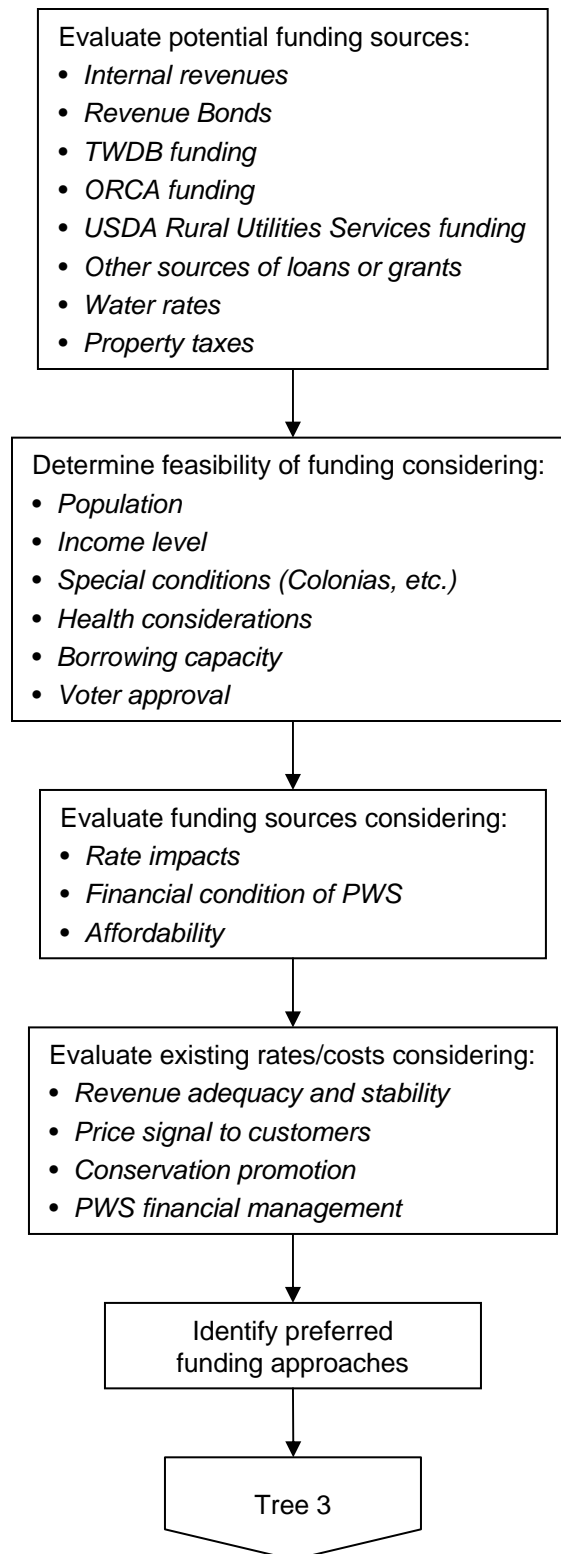 Evaluate potential funding sources:
• Internal revenues
• Revenue Bonds
• TWDB funding
• ORCA funding
• USDA Rural Utilities Services funding
• Other sources of loans or grants
• Water rates
• Property taxes
Determine feasibility of funding considering:
• Population
• Income level
• Special conditions (Colonias, etc.)
• Health considerations
• Borrowing capacity
• Voter approval
Evaluate funding sources considering:
• Rate impacts
• Financial condition of PWS
• Affordability
Evaluate existing rates/costs considering:
• Revenue adequacy and stability
• Price signal to customers
• Conservation promotion
• PWS financial management
Identify preferred
funding approaches
Tree 3